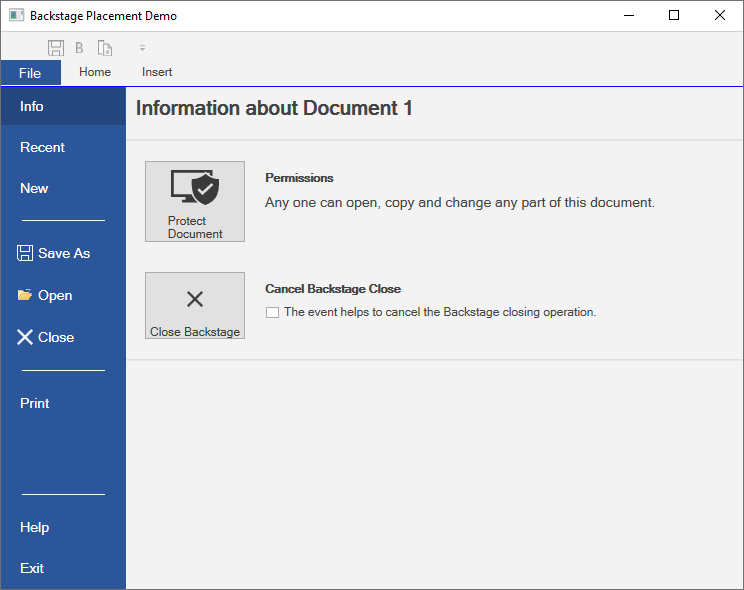 Backstage Placement Demo
B
File
Home
Insert
Info
Recent
New
Save As
Open
Close
Print
Help
Exit
Information about Document 1
Protect
Document
Permissions
Any one can open, copy and change any part of this document.
Close Backstage
Cancel Backstage Close
The event helps to cancel the Backstage closing operation.